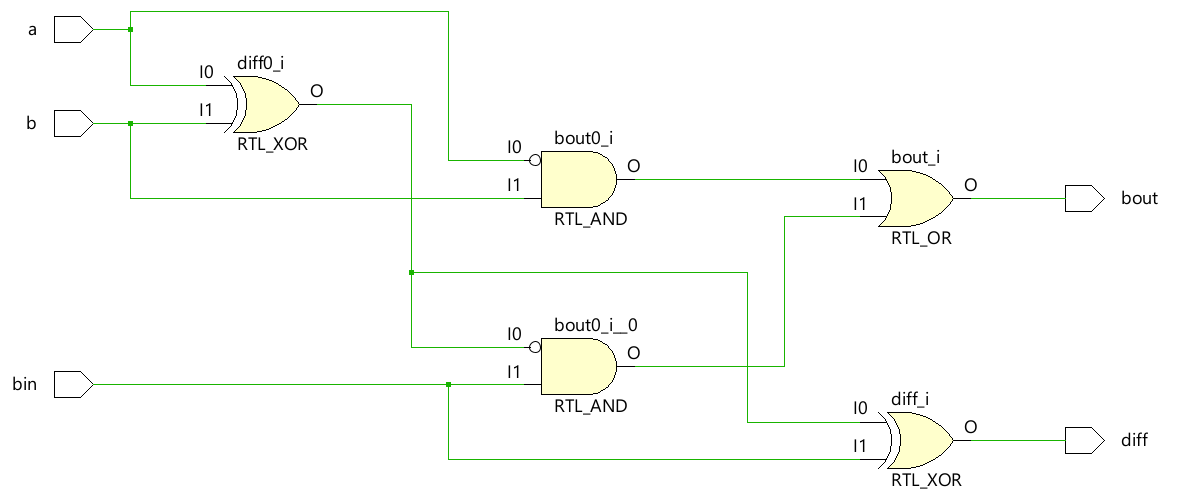 a
diff0_i
I0
O
I1
b
RTL_XOR
bout0_i
I0
O
I1
RTL_AND
bout_i
I0
O
I1
bout
RTL_OR
bout0_i__0
I0
O
I1
bin
RTL_AND
diff_i
I0
O
I1
diff
RTL_XOR